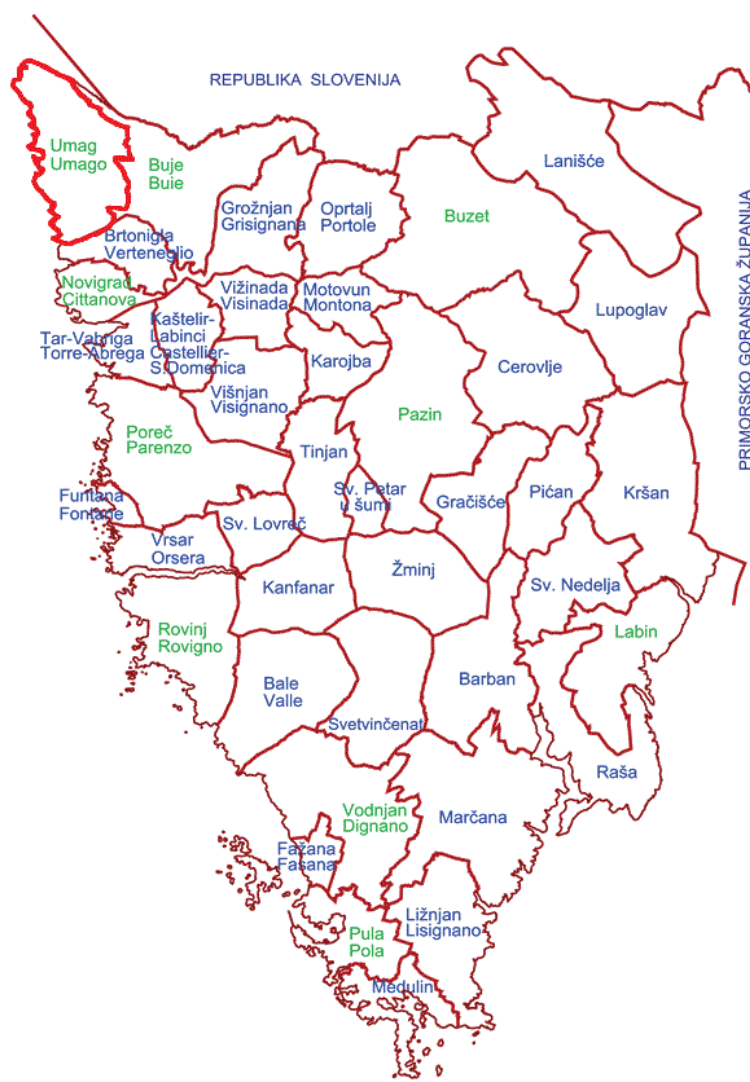 REPUBLIKA SLOVENIJA
PRIMORSKO GORANSKA ŽUPANIJA
Umag
Umago
Buje
Buie
Lanišće
Buzet
Grožnjan
Grisignana
Oprtalj
Portole
Brtonigla
Verteneglio
Novigrad
Cittanova
Vižinada
Visinada
Motovun
Montona
Lupoglav
Tar-Vabriga
Torre-Abrega
Kaštelir-
Labinci
Castellier-
S.Domenica
Karojba
Cerovlje
Višnjan
Visignano
Pazin
Poreč
Parenzo
Tinjan
Sv. Petar
u šumi
Gračišće
Pićan
Kršan
Funtana
Fontane
Sv. Lovreč
Vrsar
Orsera
Kanfanar
Žminj
Sv. Nedelja
Rovinj
Rovigno
Labin
Bale
Valle
Barban
Svetvinčenat
Raša
Vodnjan
Dignano
Marčana
Fažana
Fasana
Ližnjan
Lisignano
Pula
Pola
Medulin